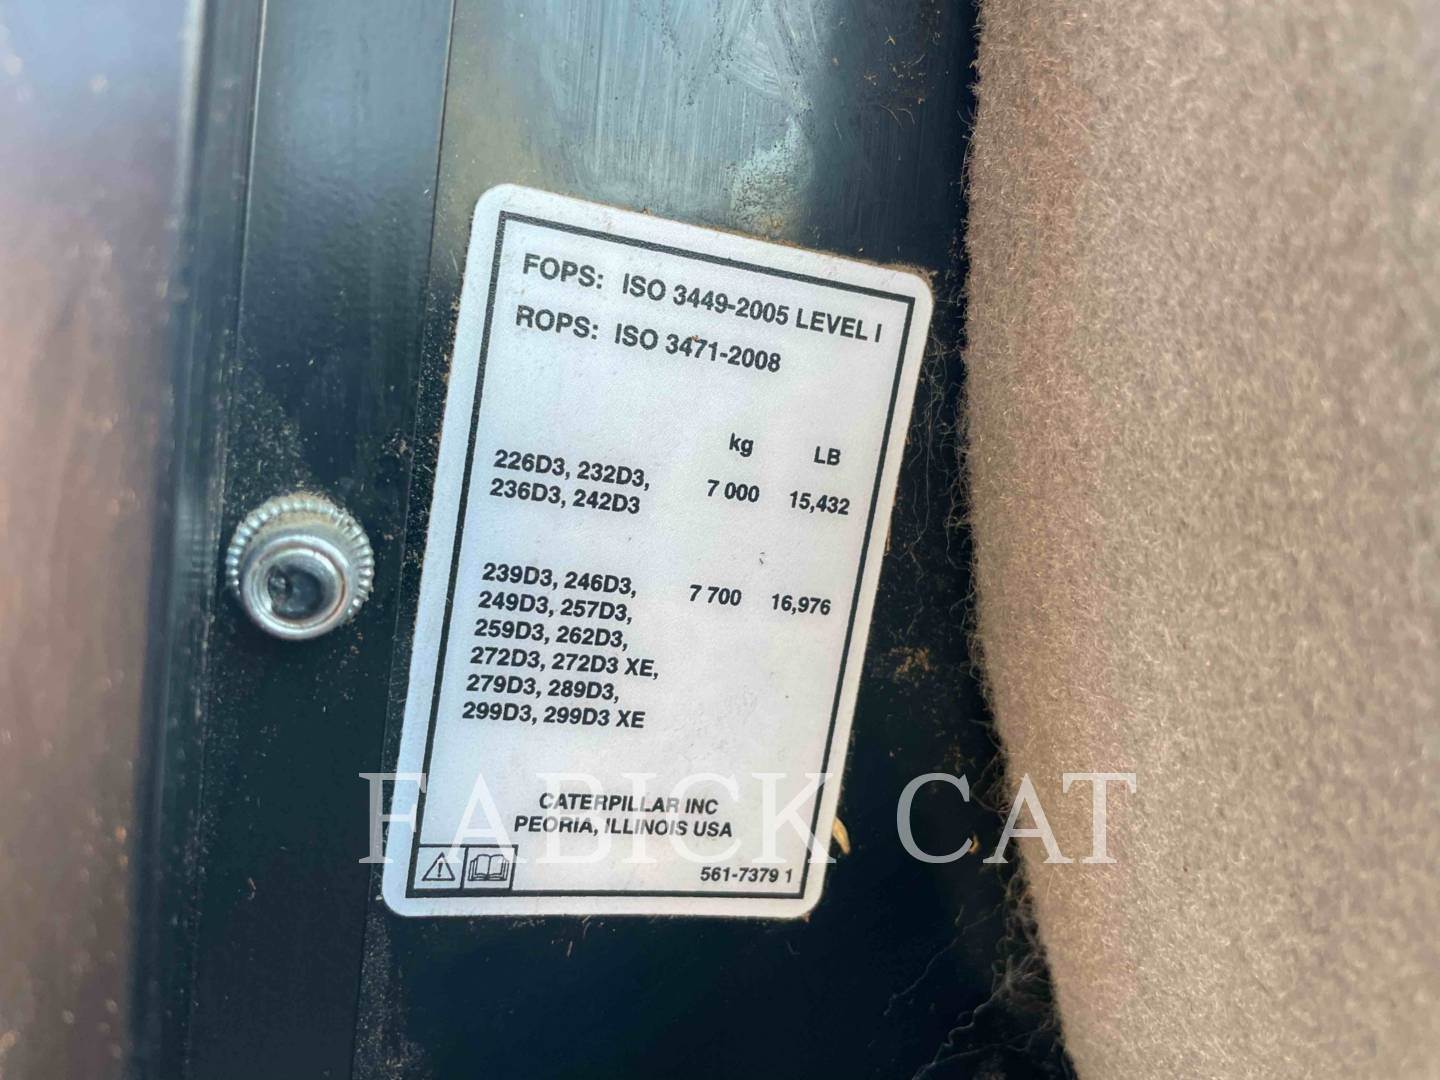 FOPS: ISO 3449-2005 LEVEL I
ROPS: ISO 3471-2008
kg LB
226D3, 232D3, 7 000 15,432
236D3, 242D3
239D3, 246D3, 7 700 16,976
249D3, 257D3,
259D3, 262D3,
272D3, 272D3 XE,
279D3, 289D3,
299D3, 299D3 XE
CATERPILLAR INC
PEORIA, ILLINOIS USA
561-7379 1
FABICK CAT